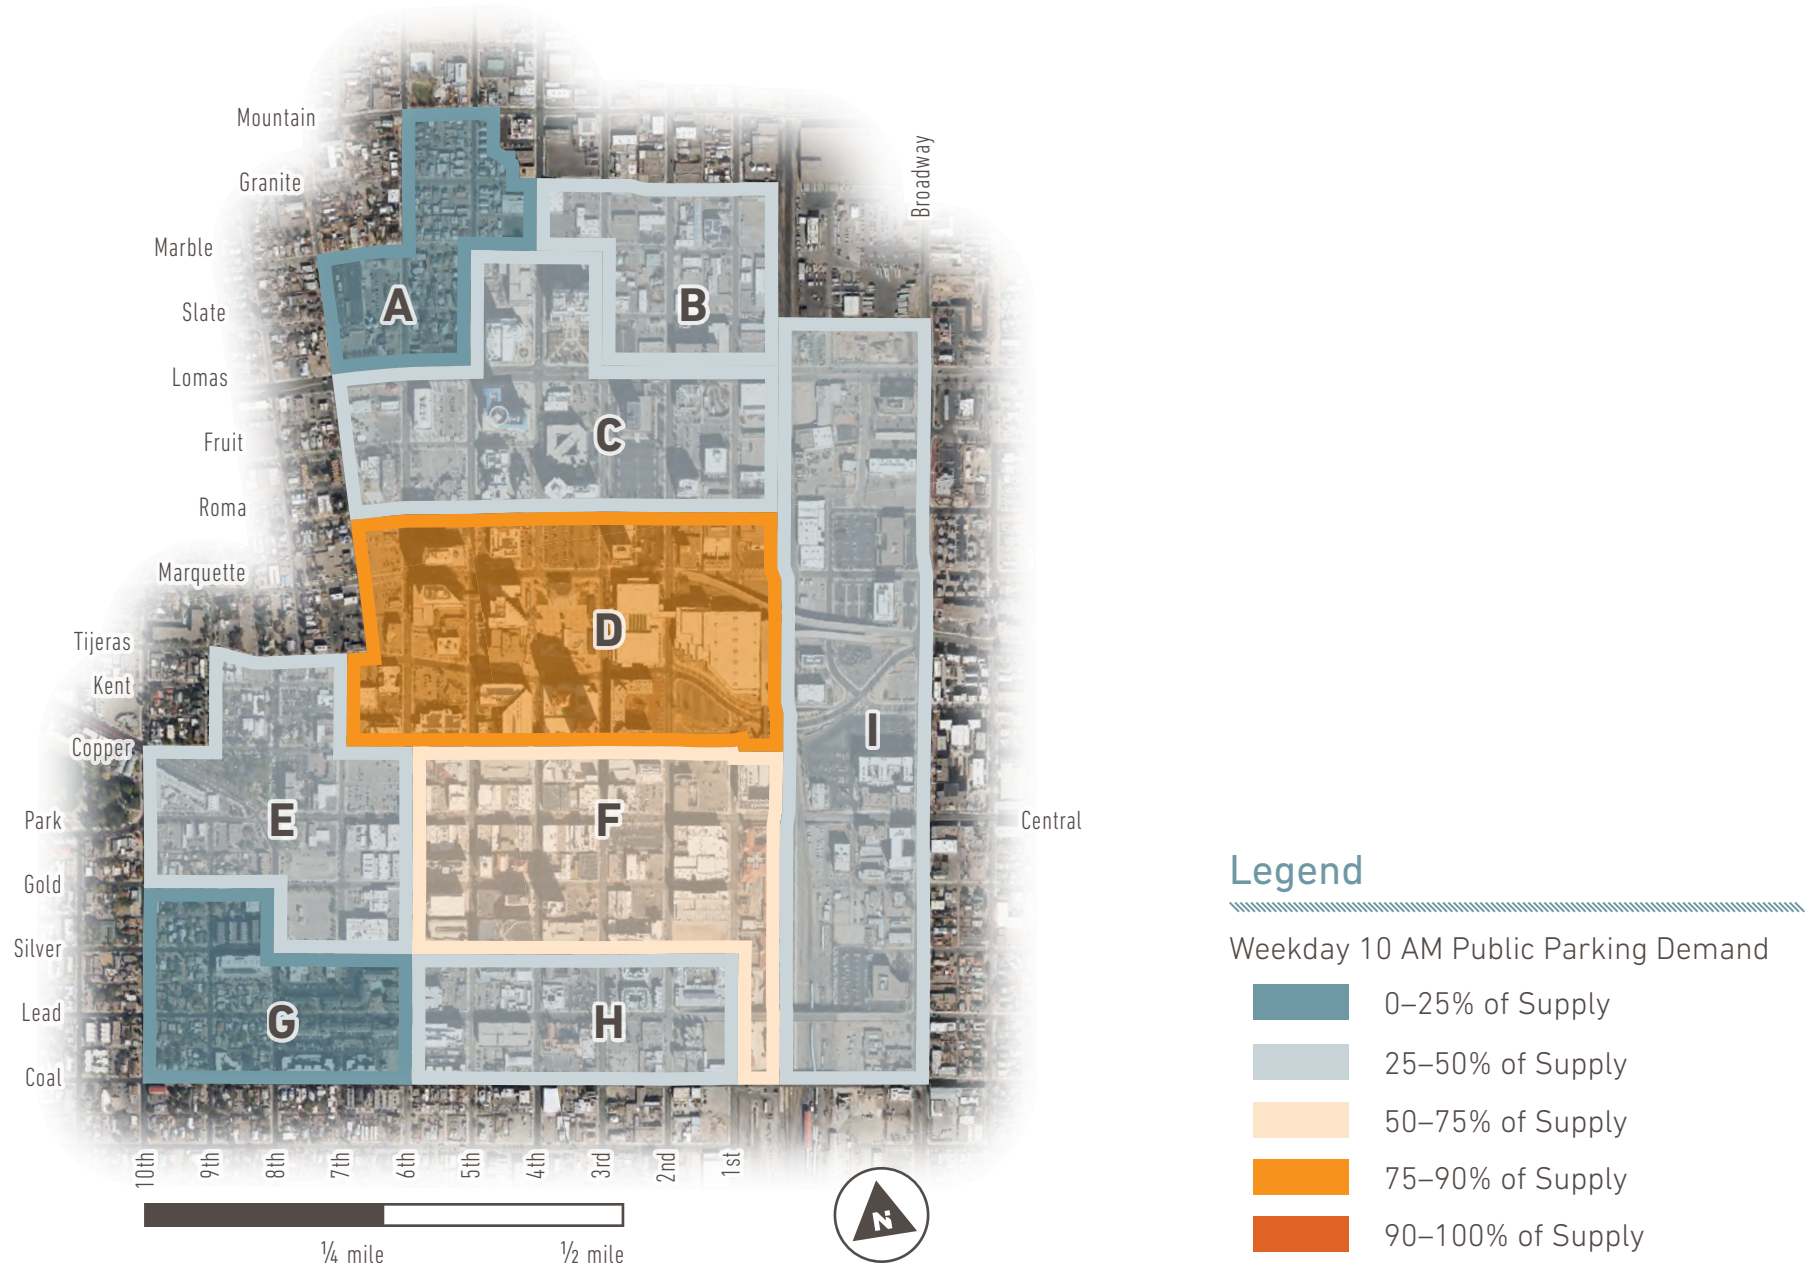 Mountain
Granite
Marble
Slate
Lomas
Fruit
Roma
Marquette
Tijeras
Kent
Copper
Park
Gold
Silver
Lead
Coal
Broadway
Central
A
B
C
D
E
F
G
H
I
10th
9th
8th
7th
6th
5th
4th
3rd
2nd
1st
¼ mile
½ mile
N
Legend
Weekday 10 AM Public Parking Demand
0–25% of Supply
25–50% of Supply
50–75% of Supply
75–90% of Supply
90–100% of Supply